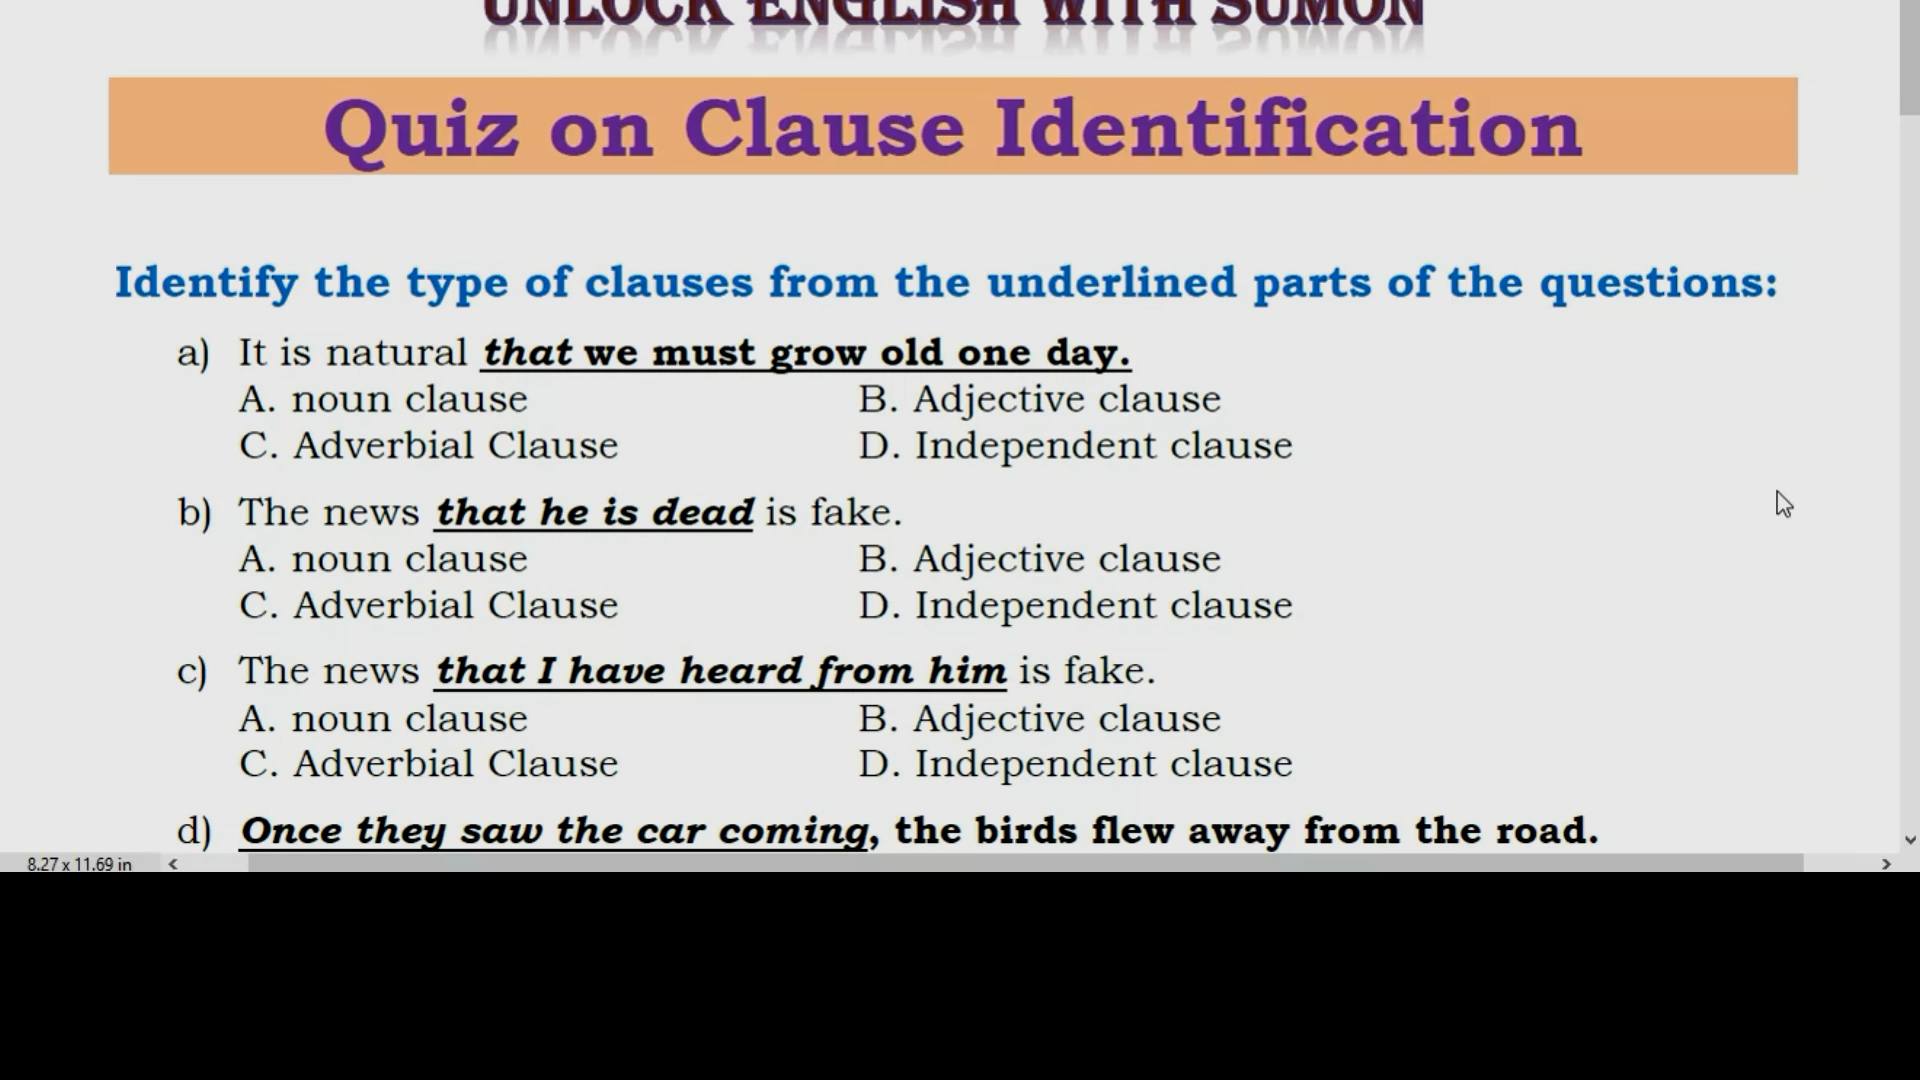 UNLOCK ENGLISH WITH SUMON
Quiz on Clause Identification
Identify the type of clauses from the underlined parts of the questions:
a) It is natural that we must grow old one day.
A. noun clause B. Adjective clause
C. Adverbial Clause D. Independent clause
b) The news that he is dead is fake.
A. noun clause B. Adjective clause
C. Adverbial Clause D. Independent clause
c) The news that I have heard from him is fake.
A. noun clause B. Adjective clause
C. Adverbial Clause D. Independent clause
d) Once they saw the car coming, the birds flew away from the road.
8.27 x 11.69 in